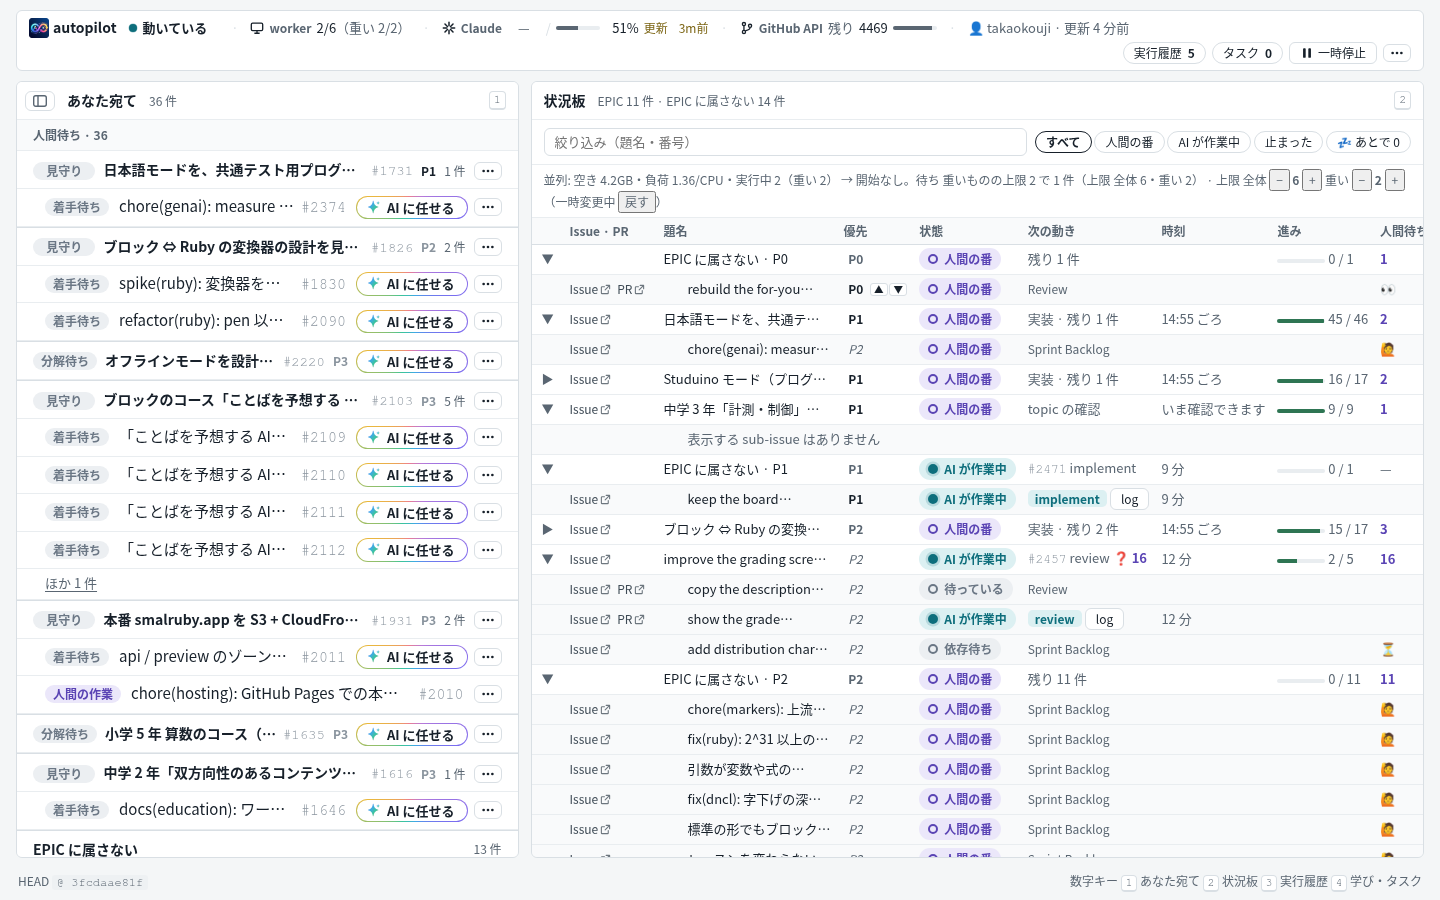 autopilot 動いている worker 2/6 (重い 2/2) Claude — / 51% 更新 3m前 GitHub API 残り 4469 takaokouji · 更新 4 分前
実行履歴 5 タスク 0 一時停止
あなた宛て 36 件 1
人間待ち · 36
見守り 日本語モードを、共通テスト用プログ… #1731 P1 1 件
着手待ち chore(genai): measure … #2374 AI に任せる
見守り ブロック ⇔ Ruby の変換器の設計を見… #1826 P2 2 件
着手待ち spike(ruby): 変換器を… #1830 AI に任せる
着手待ち refactor(ruby): pen 以… #2090 AI に任せる
分解待ち オフラインモードを設計… #2220 P3 AI に任せる
見守り ブロックのコース「ことばを予想する … #2103 P3 5 件
着手待ち 「ことばを予想する AI… #2109 AI に任せる
着手待ち 「ことばを予想する AI… #2110 AI に任せる
着手待ち 「ことばを予想する AI… #2111 AI に任せる
着手待ち 「ことばを予想する AI… #2112 AI に任せる
ほか 1 件
見守り 本番 smalruby.app を S3 + CloudFro… #1931 P3 2 件
着手待ち api / preview のゾーン… #2011 AI に任せる
人間の作業 chore(hosting): GitHub Pages での本… #2010
分解待ち 小学 5 年 算数のコース（… #1635 P3 AI に任せる
見守り 中学 2 年「双方向性のあるコンテンツ… #1616 P3 1 件
着手待ち docs(education): ワー… #1646 AI に任せる
EPIC に属さない 13 件
状況板 EPIC 11 件 · EPIC に属さない 14 件 2
絞り込み（題名・番号） すべて 人間の番 AI が作業中 止まった 💤 あとで 0
並列: 空き 4.2GB・負荷 1.36/CPU・実行中 2（重い 2） → 開始なし。待ち 重いものの上限 2 で 1 件（上限 全体 6・重い 2） · 上限 全体 − 6 + 重い − 2 +
（一時変更中 戻す）
Issue · PR 題名 優先 状態 次の動き 時刻 進み 人間待ち
▼ EPIC に属さない · P0 P0 人間の番 残り 1 件 0 / 1 1
Issue PR rebuild the for-you… P0 ▲ ▼ 人間の番 Review
▼ Issue 日本語モードを、共通テ… P1 人間の番 実装 · 残り 1 件 14:55 ごろ 45 / 46 2
Issue chore(genai): measur… P2 人間の番 Sprint Backlog
▶ Issue Studuino モード（プログ… P1 人間の番 実装 · 残り 1 件 14:55 ごろ 16 / 17 2
▼ Issue 中学 3 年「計測・制御」… P1 人間の番 topic の確認 いま確認できます 9 / 9 1
表示する sub-issue はありません
▼ EPIC に属さない · P1 P1 AI が作業中 #2471 implement 9 分 0 / 1 —
Issue keep the board… P1 AI が作業中 implement log 9 分
▶ Issue ブロック ⇔ Ruby の変換… P2 人間の番 実装 · 残り 2 件 14:55 ごろ 15 / 17 3
▼ Issue improve the grading scre… P2 AI が作業中 #2457 review ❓ 16 12 分 2 / 5 16
Issue PR copy the description… P2 待っている Review
Issue PR show the grade… P2 AI が作業中 review log 12 分
Issue add distribution char… P2 依存待ち Sprint Backlog
▼ EPIC に属さない · P2 P2 人間の番 残り 11 件 0 / 11 11
Issue chore(markers): 上流… P2 人間の番 Sprint Backlog
Issue fix(ruby): 2^31 以上の… P2 人間の番 Sprint Backlog
Issue 引数が変数や式の… P2 人間の番 Sprint Backlog
Issue fix(dncl): 字下げの深… P2 人間の番 Sprint Backlog
Issue 標準の形でもブロック… P2 人間の番 Sprint Backlog
HEAD @ 3fcdaae81f
数字キー 1 あなた宛て 2 状況板 3 実行履歴 4 学び・タスク